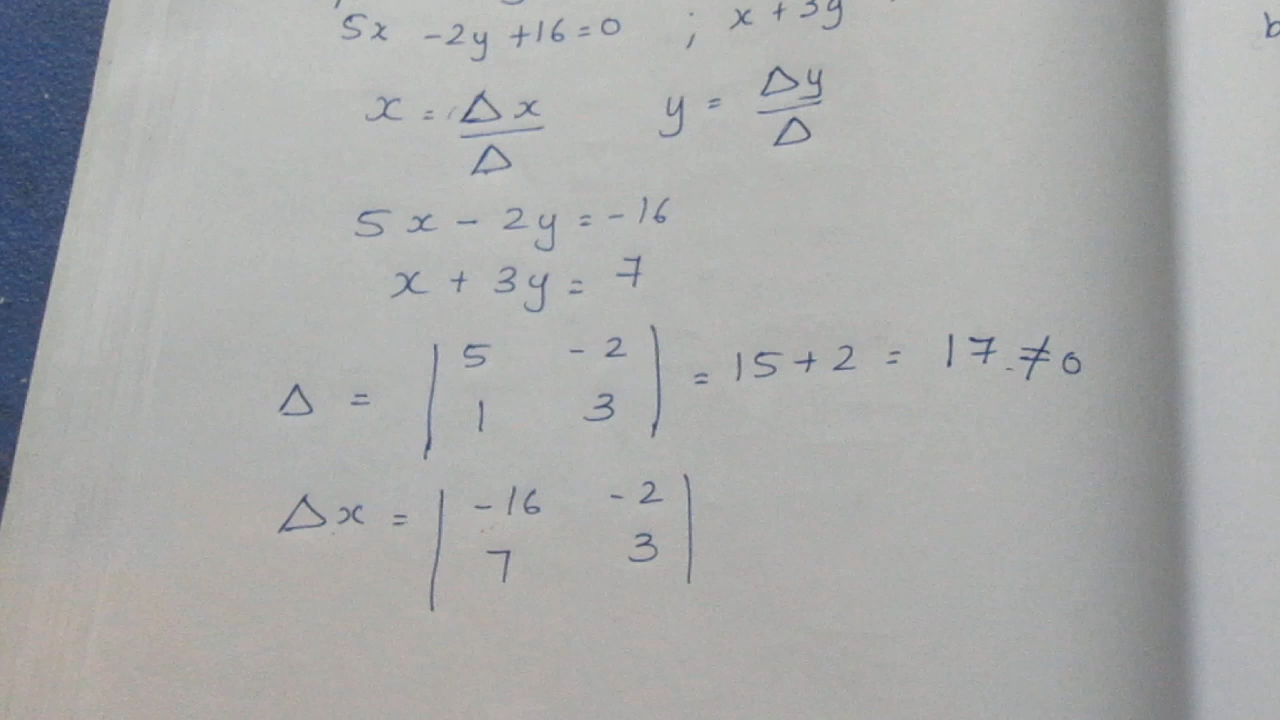 5x -2y +16=0 ; x + 3y
x = Δx/Δ y = Δy/Δ
5x - 2y = -16
x + 3y = 7
Δ = | 5 -2 | = 15+2 = 17 ≠0
| 1 3 |
Δx = | -16 -2 |
| 7 3 |
b